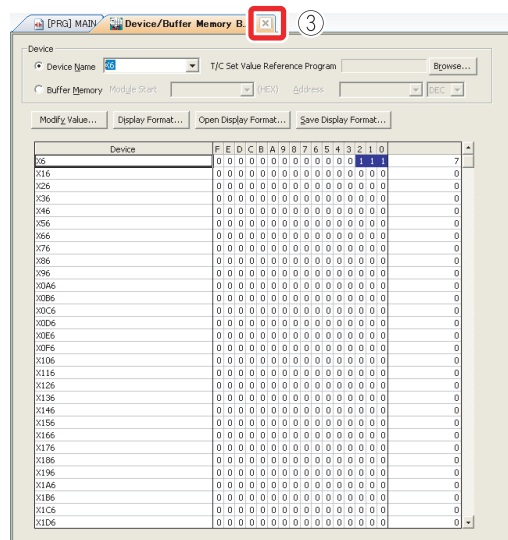 [PRG] MAIN Device/Buffer Memory B... ③
Device
Device Name X6 T/C Set Value Reference Program Browse...
Buffer Memory Module Start (HEX) Address DEC
Modify Value... Display Format... Open Display Format... Save Display Format...
Device F E D C B A 9 8 7 6 5 4 3 2 1 0
X6 0 0 0 0 0 0 0 0 0 0 0 0 0 1 1 1 7
X16 0 0 0 0 0 0 0 0 0 0 0 0 0 0 0 0 0
X26 0 0 0 0 0 0 0 0 0 0 0 0 0 0 0 0 0
X36 0 0 0 0 0 0 0 0 0 0 0 0 0 0 0 0 0
X46 0 0 0 0 0 0 0 0 0 0 0 0 0 0 0 0 0
X56 0 0 0 0 0 0 0 0 0 0 0 0 0 0 0 0 0
X66 0 0 0 0 0 0 0 0 0 0 0 0 0 0 0 0 0
X76 0 0 0 0 0 0 0 0 0 0 0 0 0 0 0 0 0
X86 0 0 0 0 0 0 0 0 0 0 0 0 0 0 0 0 0
X96 0 0 0 0 0 0 0 0 0 0 0 0 0 0 0 0 0
X0A6 0 0 0 0 0 0 0 0 0 0 0 0 0 0 0 0 0
X0B6 0 0 0 0 0 0 0 0 0 0 0 0 0 0 0 0 0
X0C6 0 0 0 0 0 0 0 0 0 0 0 0 0 0 0 0 0
X0D6 0 0 0 0 0 0 0 0 0 0 0 0 0 0 0 0 0
X0E6 0 0 0 0 0 0 0 0 0 0 0 0 0 0 0 0 0
X0F6 0 0 0 0 0 0 0 0 0 0 0 0 0 0 0 0 0
X106 0 0 0 0 0 0 0 0 0 0 0 0 0 0 0 0 0
X116 0 0 0 0 0 0 0 0 0 0 0 0 0 0 0 0 0
X126 0 0 0 0 0 0 0 0 0 0 0 0 0 0 0 0 0
X136 0 0 0 0 0 0 0 0 0 0 0 0 0 0 0 0 0
X146 0 0 0 0 0 0 0 0 0 0 0 0 0 0 0 0 0
X156 0 0 0 0 0 0 0 0 0 0 0 0 0 0 0 0 0
X166 0 0 0 0 0 0 0 0 0 0 0 0 0 0 0 0 0
X176 0 0 0 0 0 0 0 0 0 0 0 0 0 0 0 0 0
X186 0 0 0 0 0 0 0 0 0 0 0 0 0 0 0 0 0
X196 0 0 0 0 0 0 0 0 0 0 0 0 0 0 0 0 0
X1A6 0 0 0 0 0 0 0 0 0 0 0 0 0 0 0 0 0
X1B6 0 0 0 0 0 0 0 0 0 0 0 0 0 0 0 0 0
X1C6 0 0 0 0 0 0 0 0 0 0 0 0 0 0 0 0 0
X1D6 0 0 0 0 0 0 0 0 0 0 0 0 0 0 0 0 0